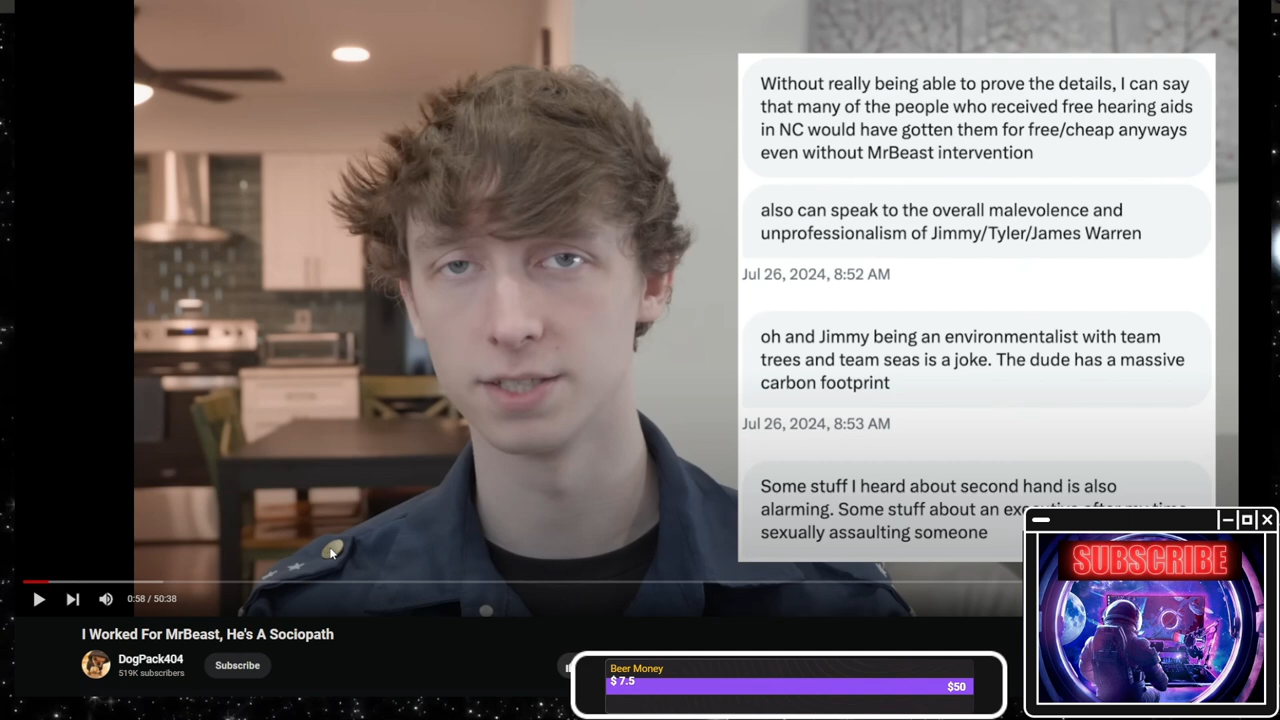 Without really being able to prove the details, I can say
that many of the people who received free hearing aids
in NC would have gotten them for free/cheap anyways
even without MrBeast intervention
also can speak to the overall malevolence and
unprofessionalism of Jimmy/Tyler/James Warren
Jul 26, 2024, 8:52 AM
oh and Jimmy being an environmentalist with team
trees and team seas is a joke. The dude has a massive
carbon footprint
Jul 26, 2024, 8:53 AM
Some stuff I heard about second hand is also
alarming. Some stuff about an executive after my time
sexually assaulting someone
SUBSCRIBE
0:58 / 50:38
I Worked For MrBeast, He's A Sociopath
DogPack404
519K subscribers
Subscribe
Beer Money
$ 7.5
$50